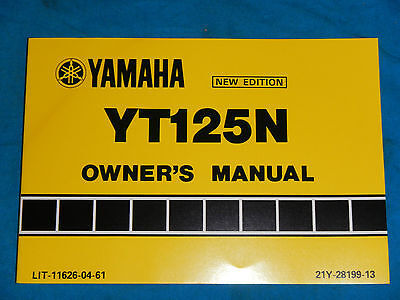 YAMAHA NEW EDITION
YT125N
OWNER'S MANUAL
LIT-11626-04-61 21Y-28199-13